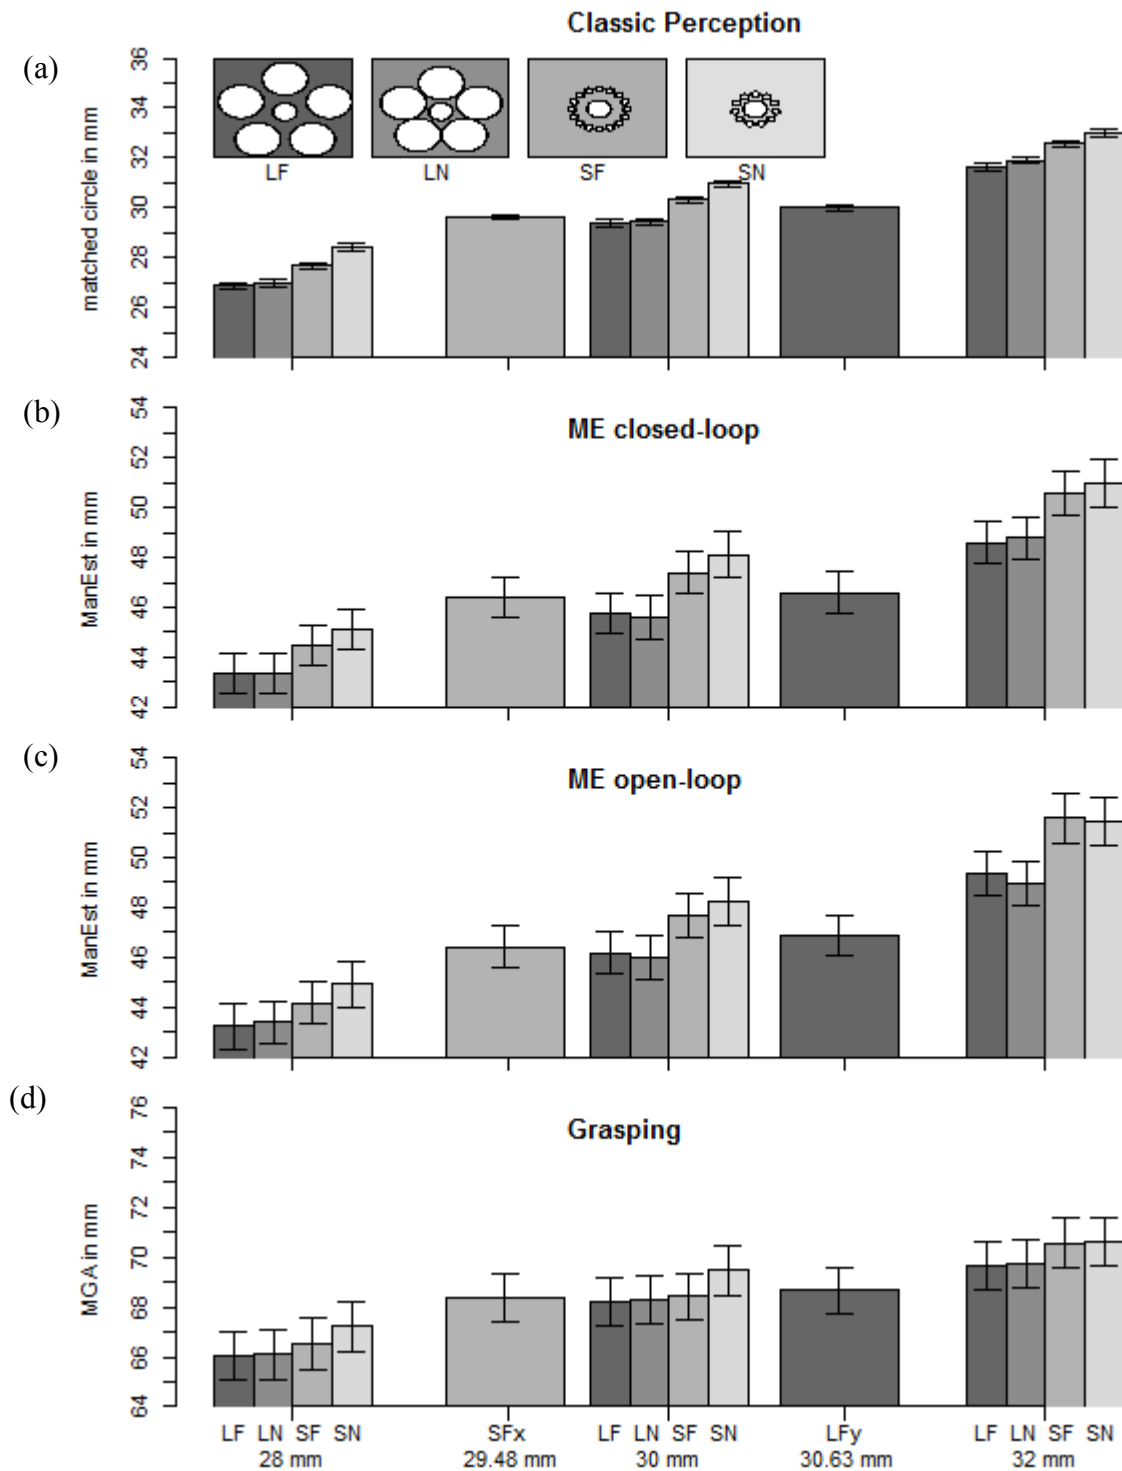 Classic Perception
(a)
matched circle in mm
36
34
32
30
28
26
24
LF LN SF SN
(b)
ME closed-loop
ManEst in mm
54
52
50
48
46
44
42
(c)
ME open-loop
ManEst in mm
54
52
50
48
46
44
42
(d)
Grasping
MGA in mm
76
74
72
70
68
66
64
LF LN SF SN SFx LF LN SF SN LFy LF LN SF SN
28 mm 29.48 mm 30 mm 30.63 mm 32 mm